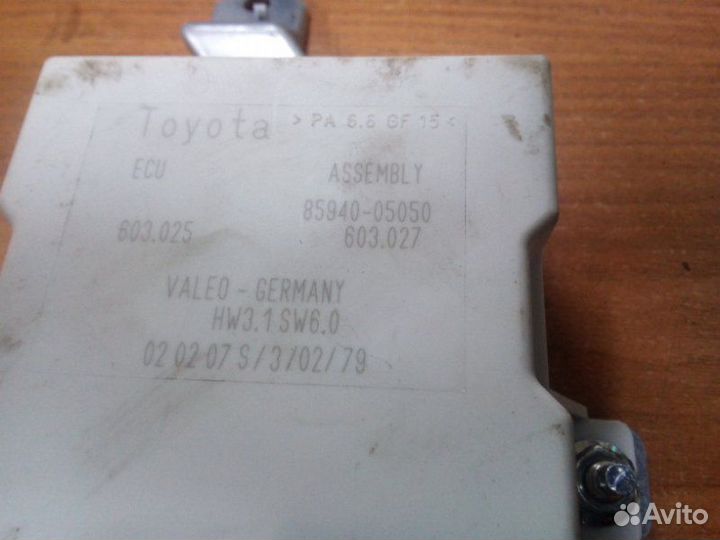 Toyota >PA 6.6 GF 15<
ECU ASSEMBLY
85940-05050
603.025 603.027
VALEO - GERMANY
HW3.1 SW6.0
02 02 07 S/3/02/79
Avito